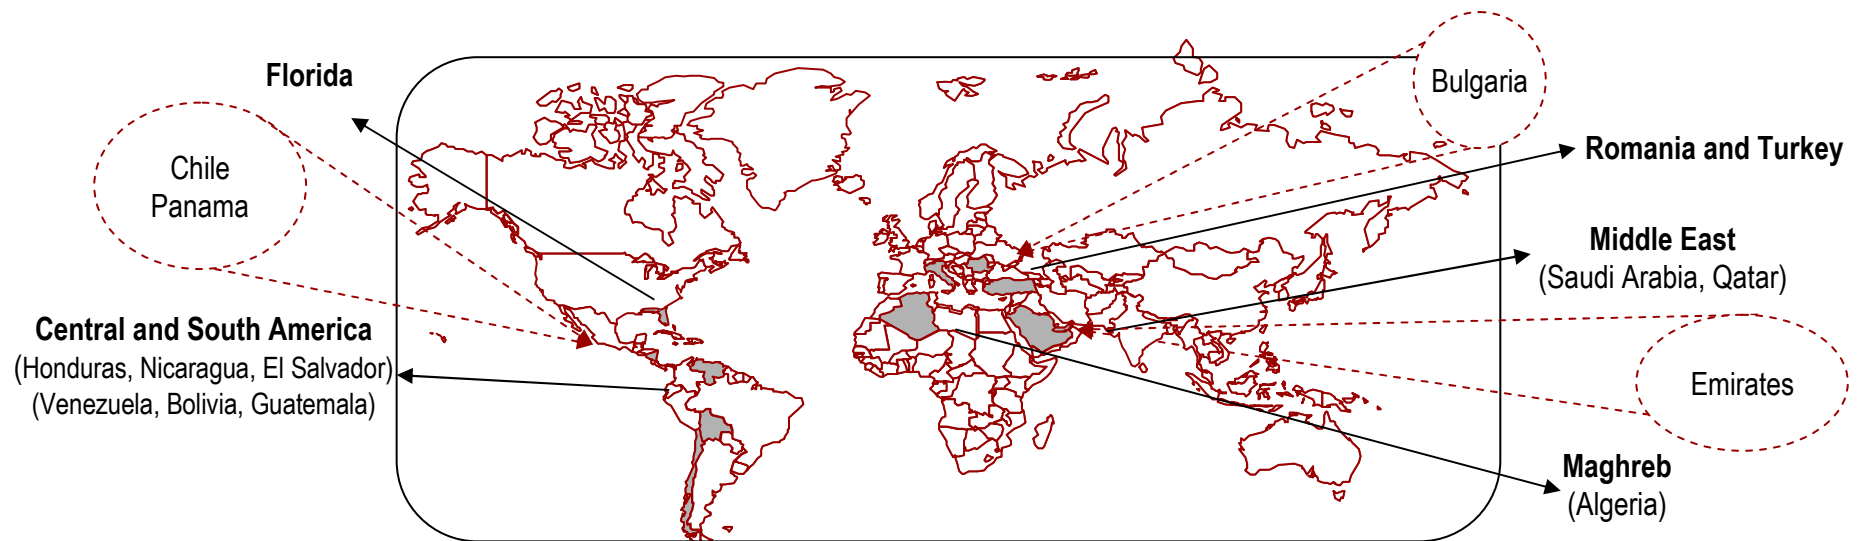 Florida
Bulgaria
Chile
Panama
Romania and Turkey
Middle East
(Saudi Arabia, Qatar)
Central and South America
(Honduras, Nicaragua, El Salvador)
(Venezuela, Bolivia, Guatemala)
Emirates
Maghreb
(Algeria)